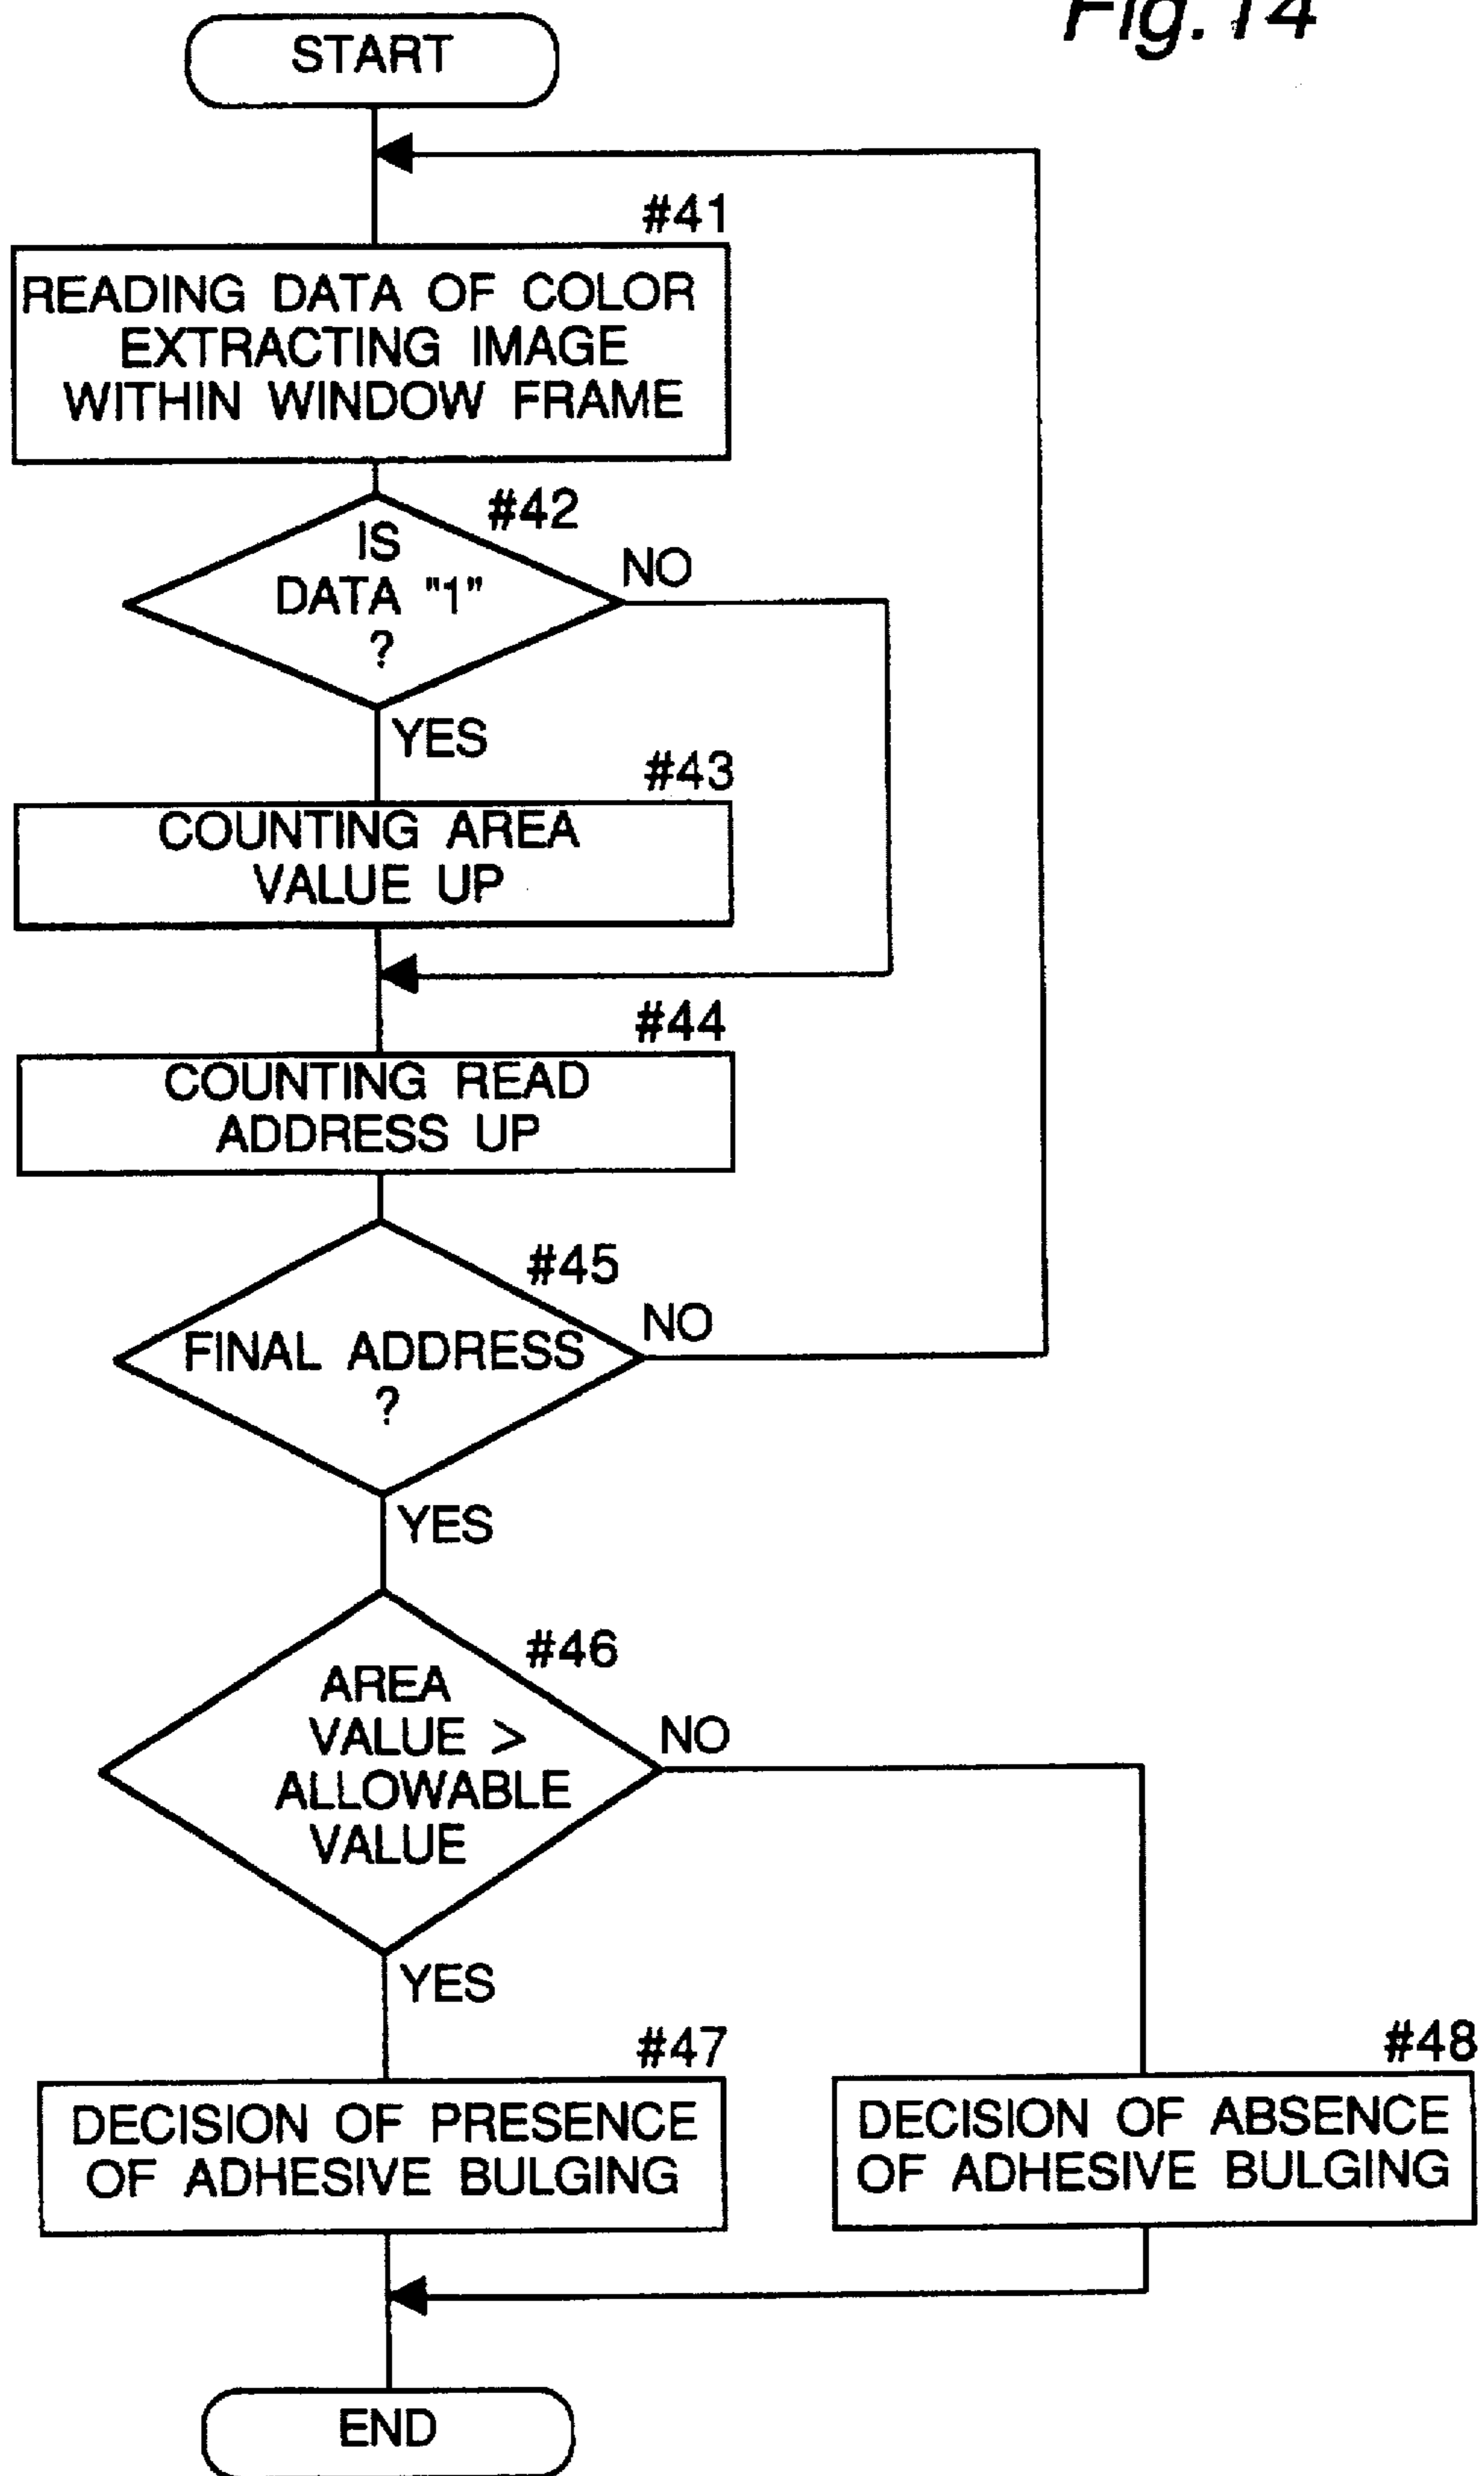 Fig. 14
START
#41
READING DATA OF COLOR
EXTRACTING IMAGE
WITHIN WINDOW FRAME
#42
IS
DATA "1"
?
NO
YES
#43
COUNTING AREA
VALUE UP
#44
COUNTING READ
ADDRESS UP
#45
FINAL ADDRESS
?
NO
YES
#46
AREA
VALUE >
ALLOWABLE
VALUE
NO
YES
#47
DECISION OF PRESENCE
OF ADHESIVE BULGING
#48
DECISION OF ABSENCE
OF ADHESIVE BULGING
END